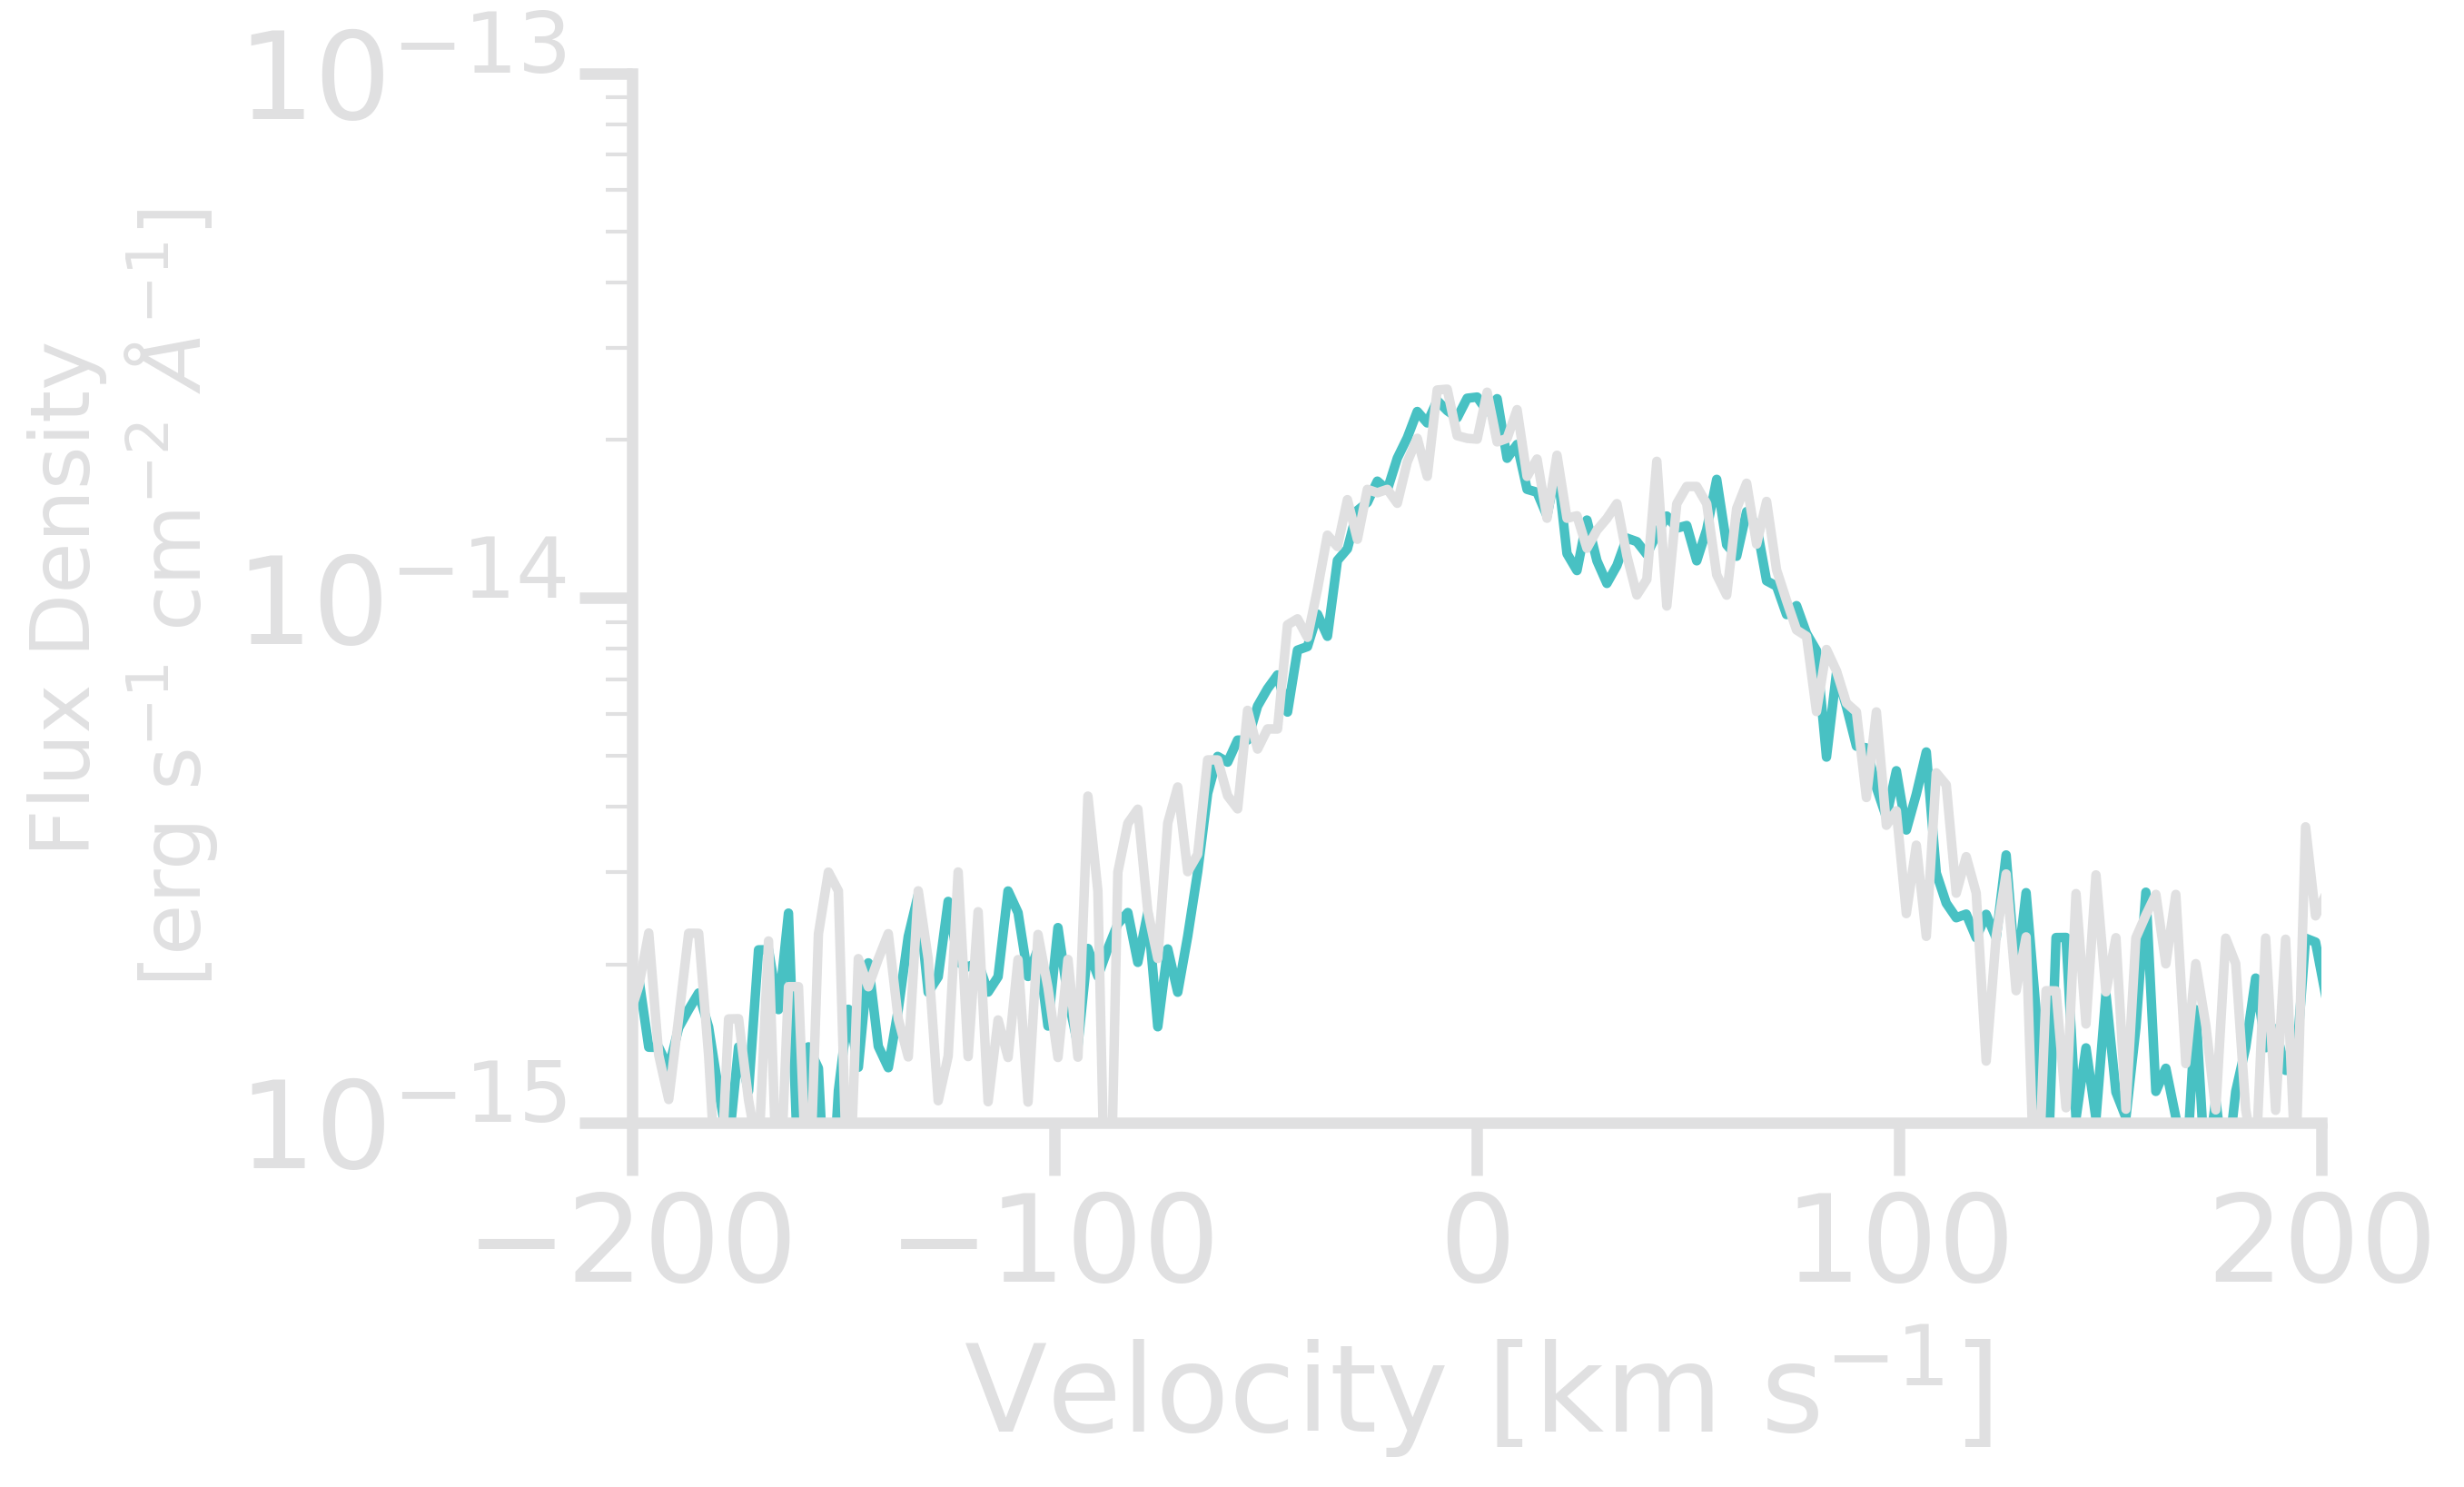 Flux Density
[erg s⁻¹ cm⁻² Å⁻¹]
10⁻¹³
10⁻¹⁴
10⁻¹⁵
−200 −100 0 100 200
Velocity [km s⁻¹]